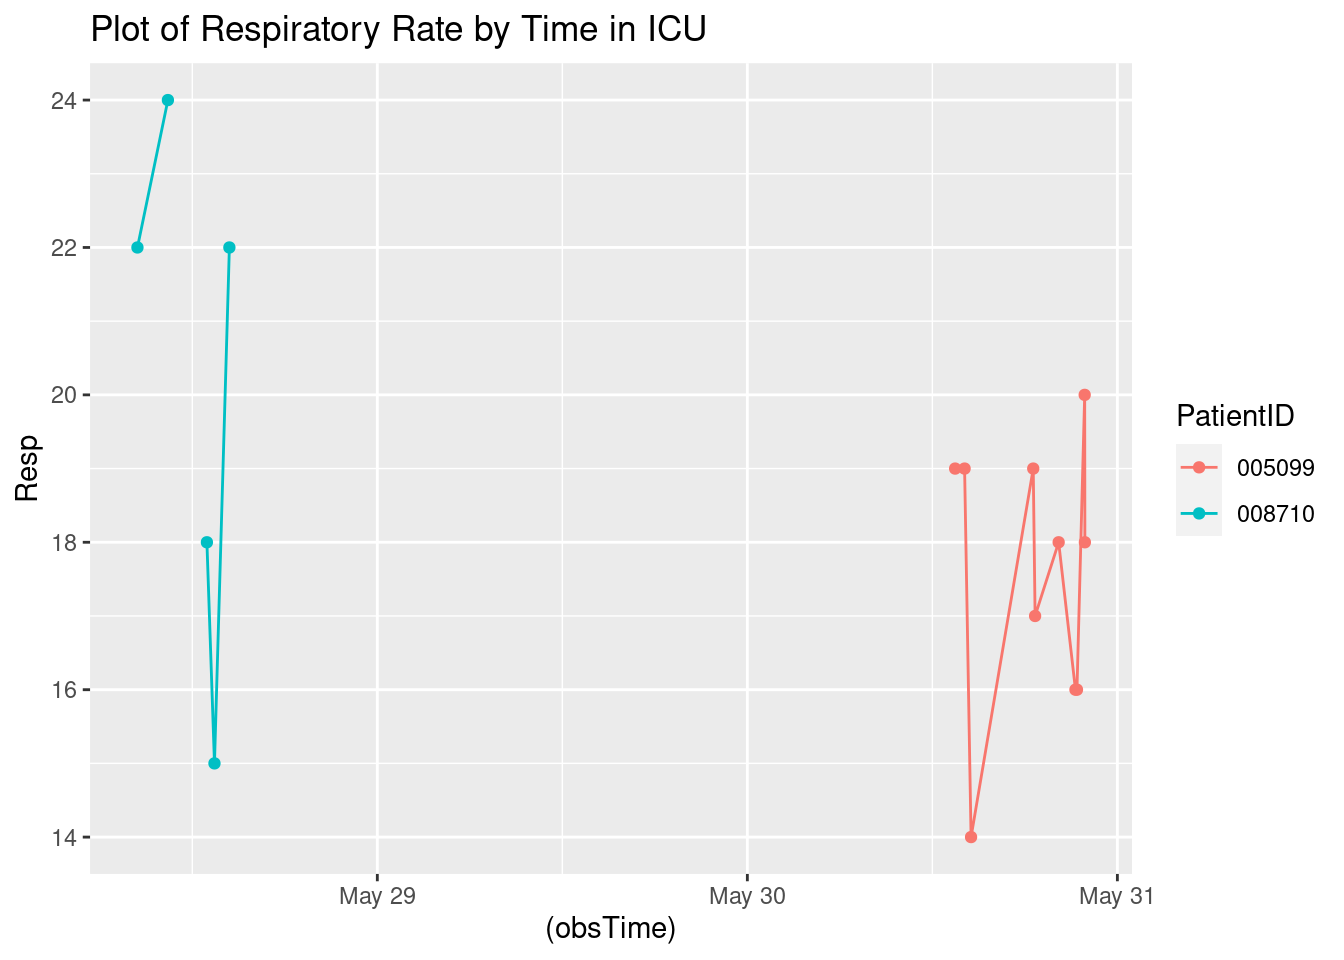 Plot of Respiratory Rate by Time in ICU
24
22
20
18
16
14
Resp
May 29
May 30
May 31
(obsTime)
PatientID
005099
008710